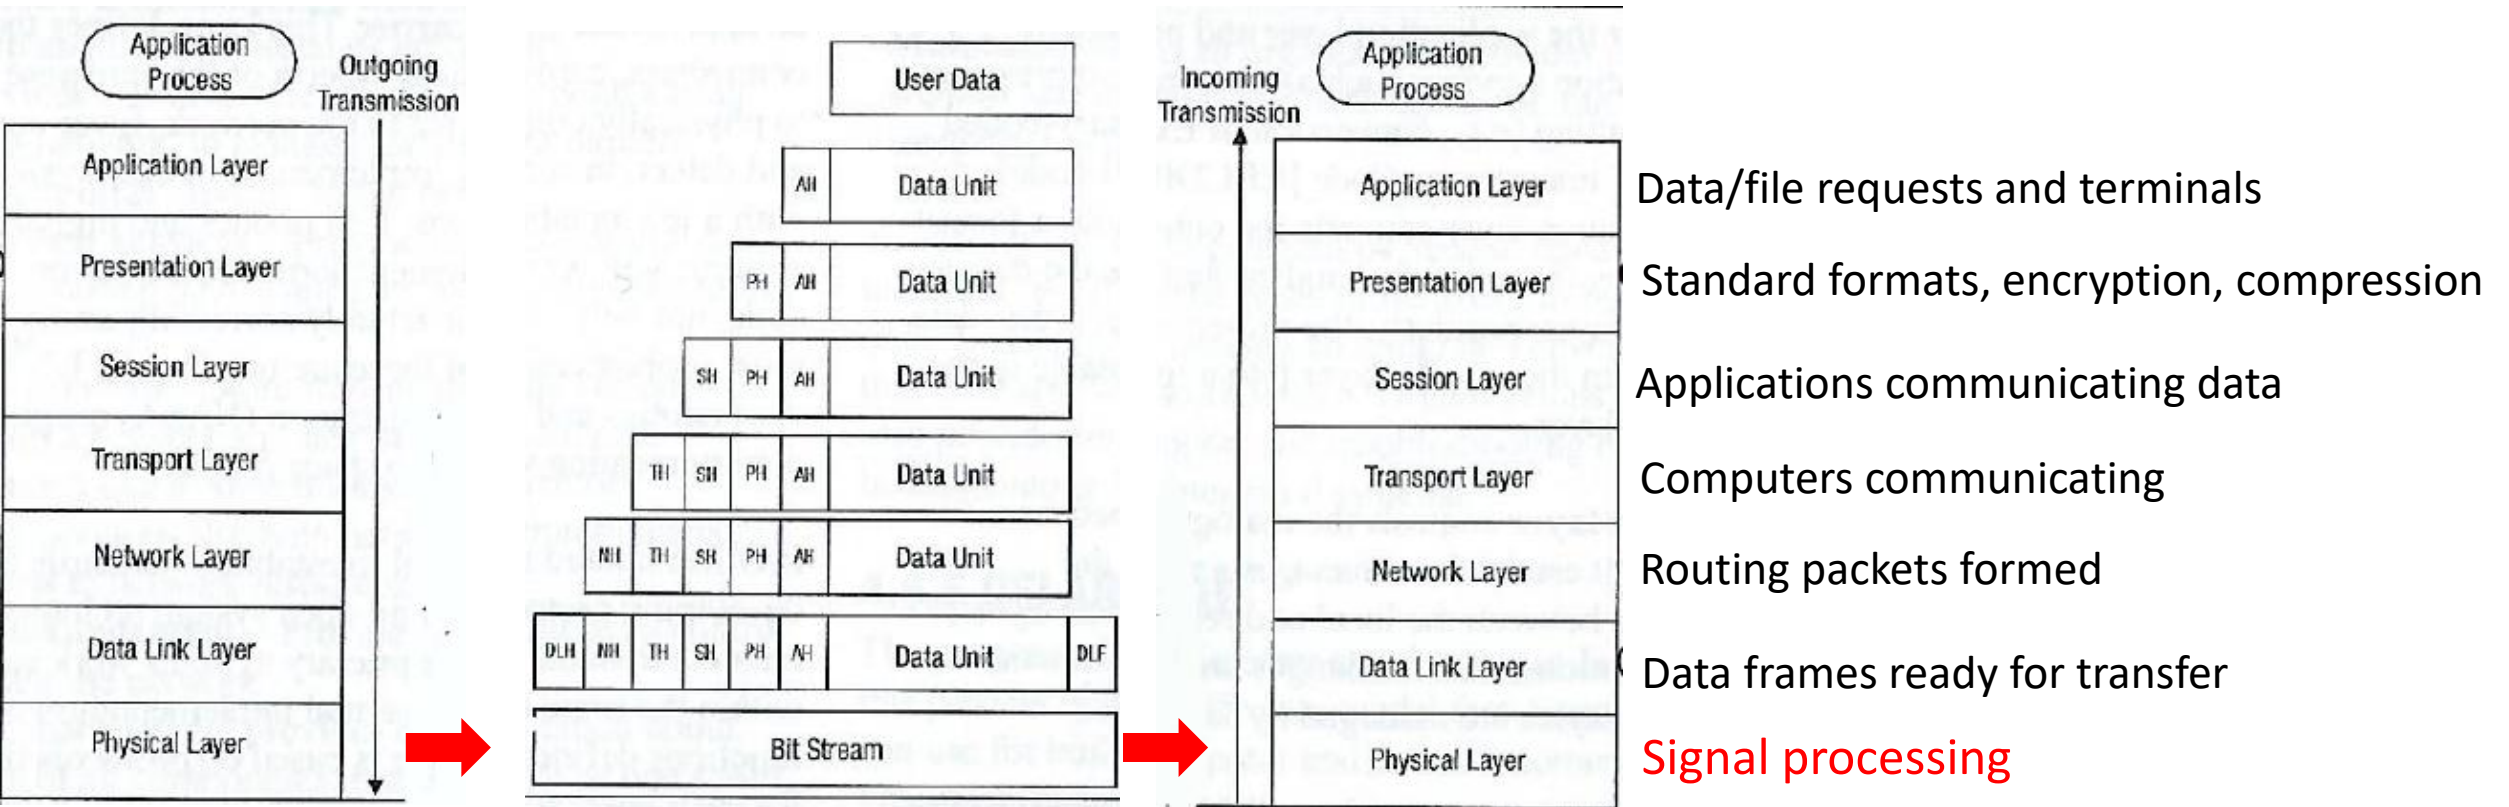 Application
Process
Outgoing
Transmission
Application Layer
Presentation Layer
Session Layer
Transport Layer
Network Layer
Data Link Layer
Physical Layer
User Data
AH Data Unit
PH AH Data Unit
SH PH AH Data Unit
TH SH PH AH Data Unit
NH TH SH PH AH Data Unit
DLH NH TH SH PH AH Data Unit DLF
Bit Stream
Incoming
Transmission
Application
Process
Application Layer
Presentation Layer
Session Layer
Transport Layer
Network Layer
Data Link Layer
Physical Layer
Data/file requests and terminals
Standard formats, encryption, compression
Applications communicating data
Computers communicating
Routing packets formed
Data frames ready for transfer
Signal processing